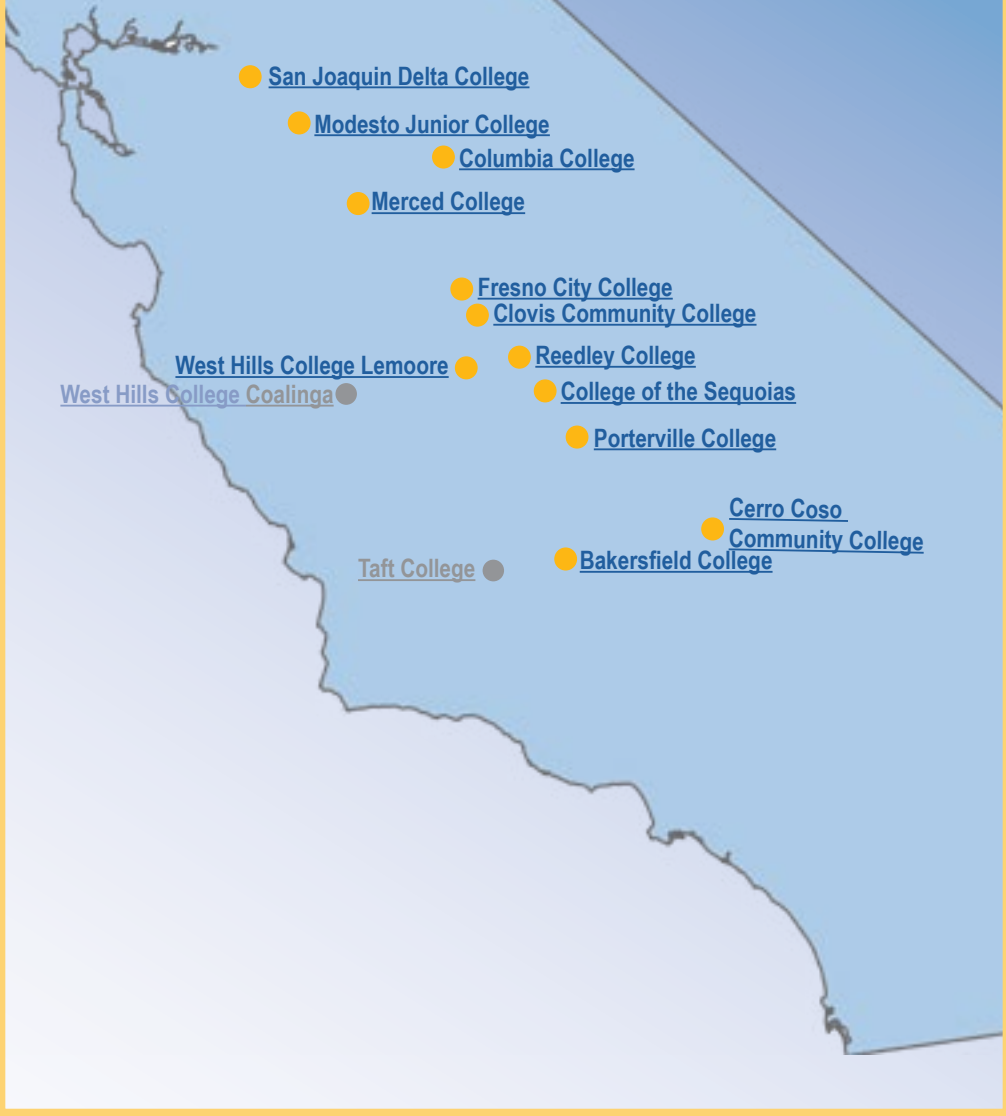 San Joaquin Delta College
Modesto Junior College
Columbia College
Merced College
Fresno City College
Clovis Community College
Reedley College
West Hills College Lemoore
College of the Sequoias
West Hills College Coalinga
Porterville College
Cerro Coso
Community College
Bakersfield College
Taft College